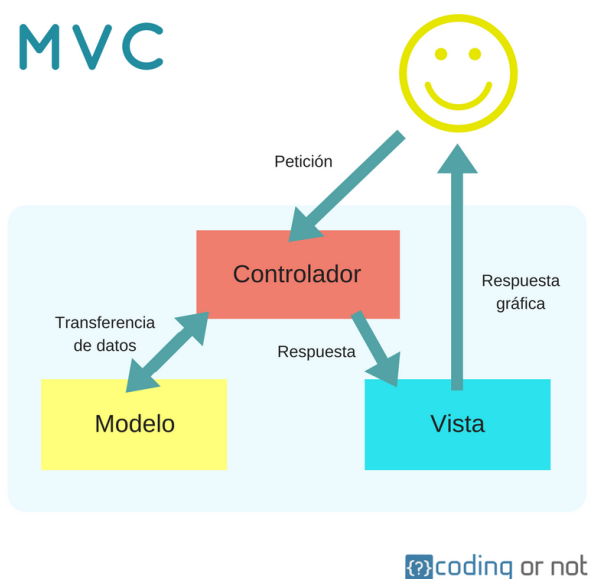 MVC
Petición
Controlador
Respuesta
gráfica
Transferencia
de datos
Respuesta
Modelo
Vista
{?}coding or not